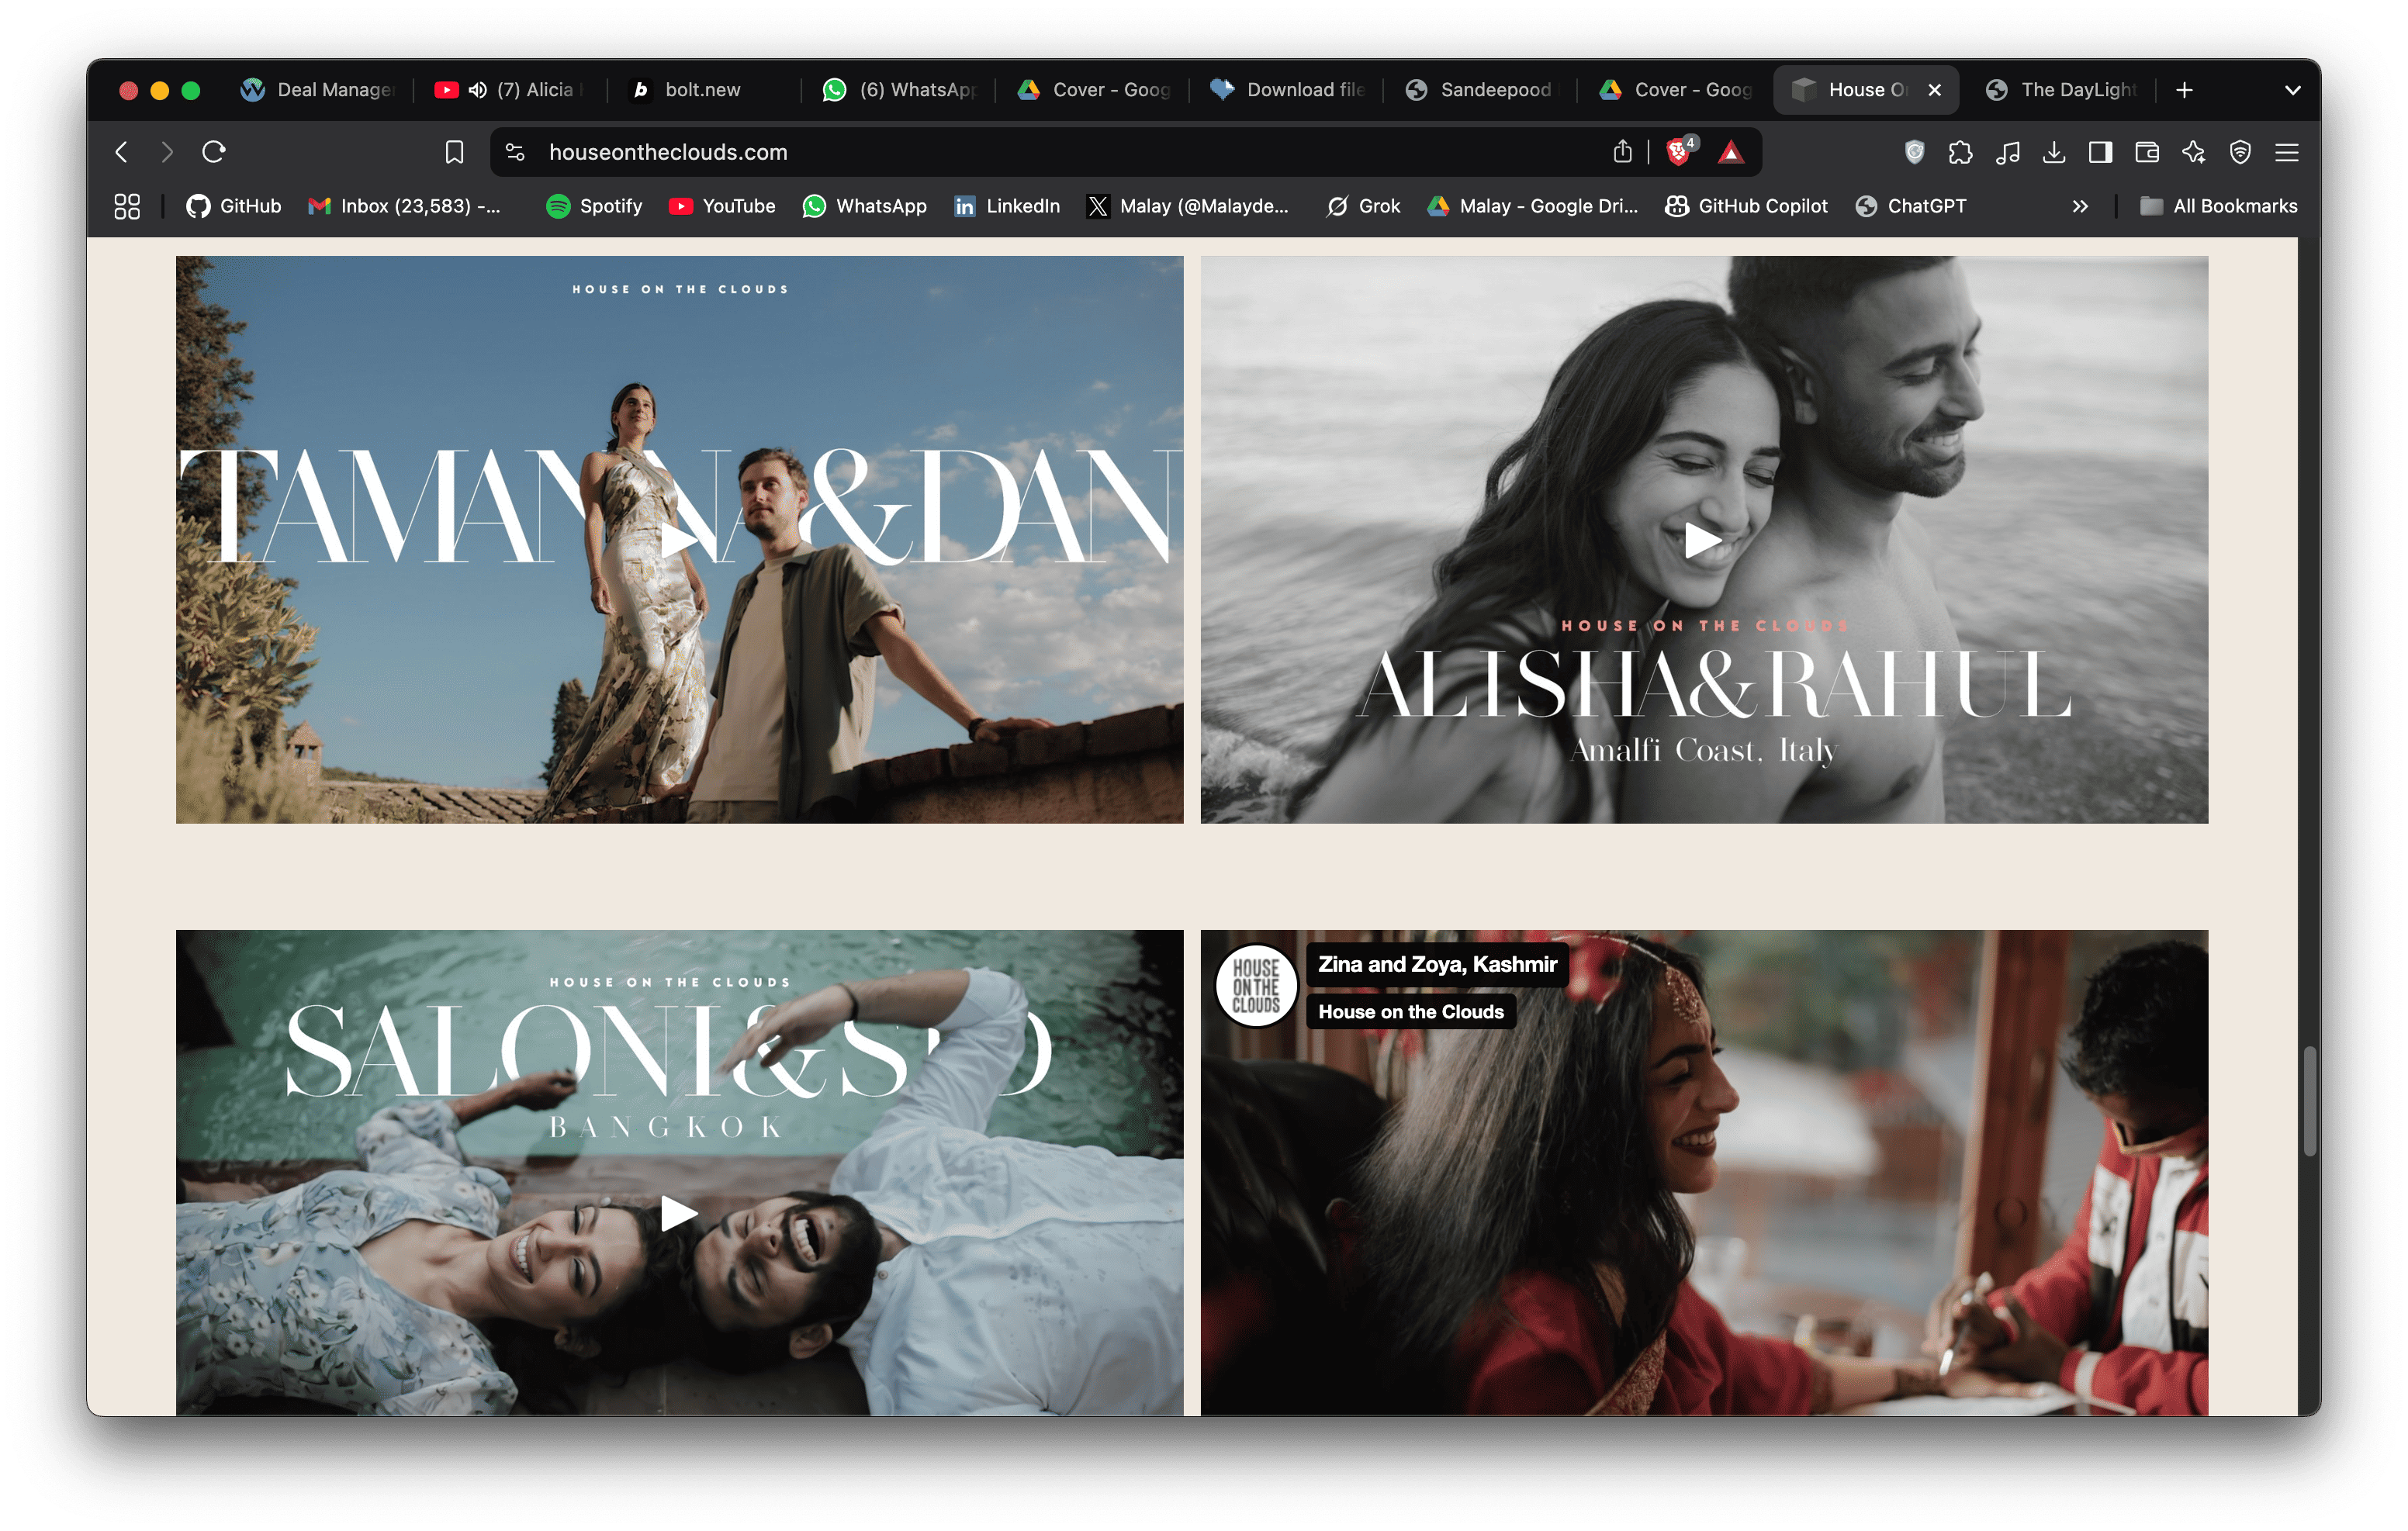 Deal Manager
(7) Alicia
bolt.new
(6) WhatsApp
Cover - Goog
Download file
Sandeepood
Cover - Goog
House O
The DayLight
houseontheclouds.com
4
GitHub
Inbox (23,583) -...
Spotify
YouTube
WhatsApp
LinkedIn
Malay (@Malayde...
Grok
Malay - Google Dri...
GitHub Copilot
ChatGPT
All Bookmarks
HOUSE ON THE CLOUDS
TAMANNA&DAN
HOUSE ON THE CLOUDS
ALISHA&RAHUL
Amalfi Coast, Italy
HOUSE ON THE CLOUDS
SALONI&SID
BANGKOK
HOUSE
ON THE
CLOUDS
Zina and Zoya, Kashmir
House on the Clouds